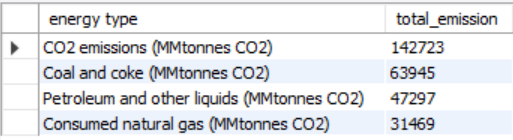 energy type total_emission
CO2 emissions (MMtonnes CO2) 142723
Coal and coke (MMtonnes CO2) 63945
Petroleum and other liquids (MMtonnes CO2) 47297
Consumed natural gas (MMtonnes CO2) 31469